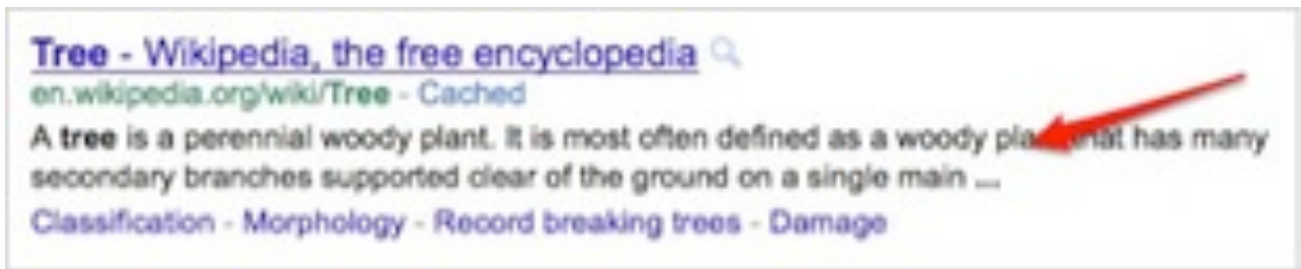 Tree - Wikipedia, the free encyclopedia
en.wikipedia.org/wiki/Tree - Cached
A tree is a perennial woody plant. It is most often defined as a woody has many
secondary branches supported clear of the ground on a single main ...
Classification - Morphology - Record breaking trees - Damage